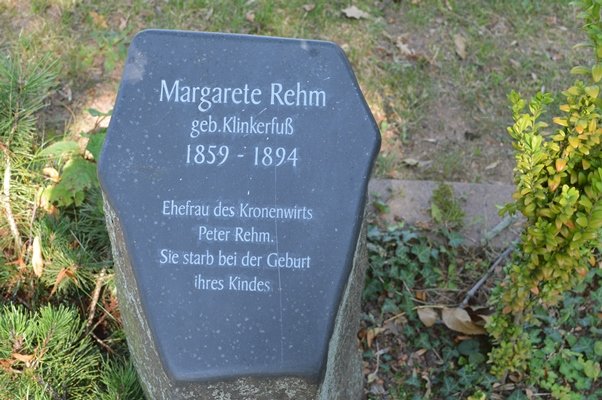 Margarete Rehm
geb.Klinkerfuß
1859 - 1894
Ehefrau des Kronenwirts
Peter Rehm.
Sie starb bei der Geburt
ihres Kindes